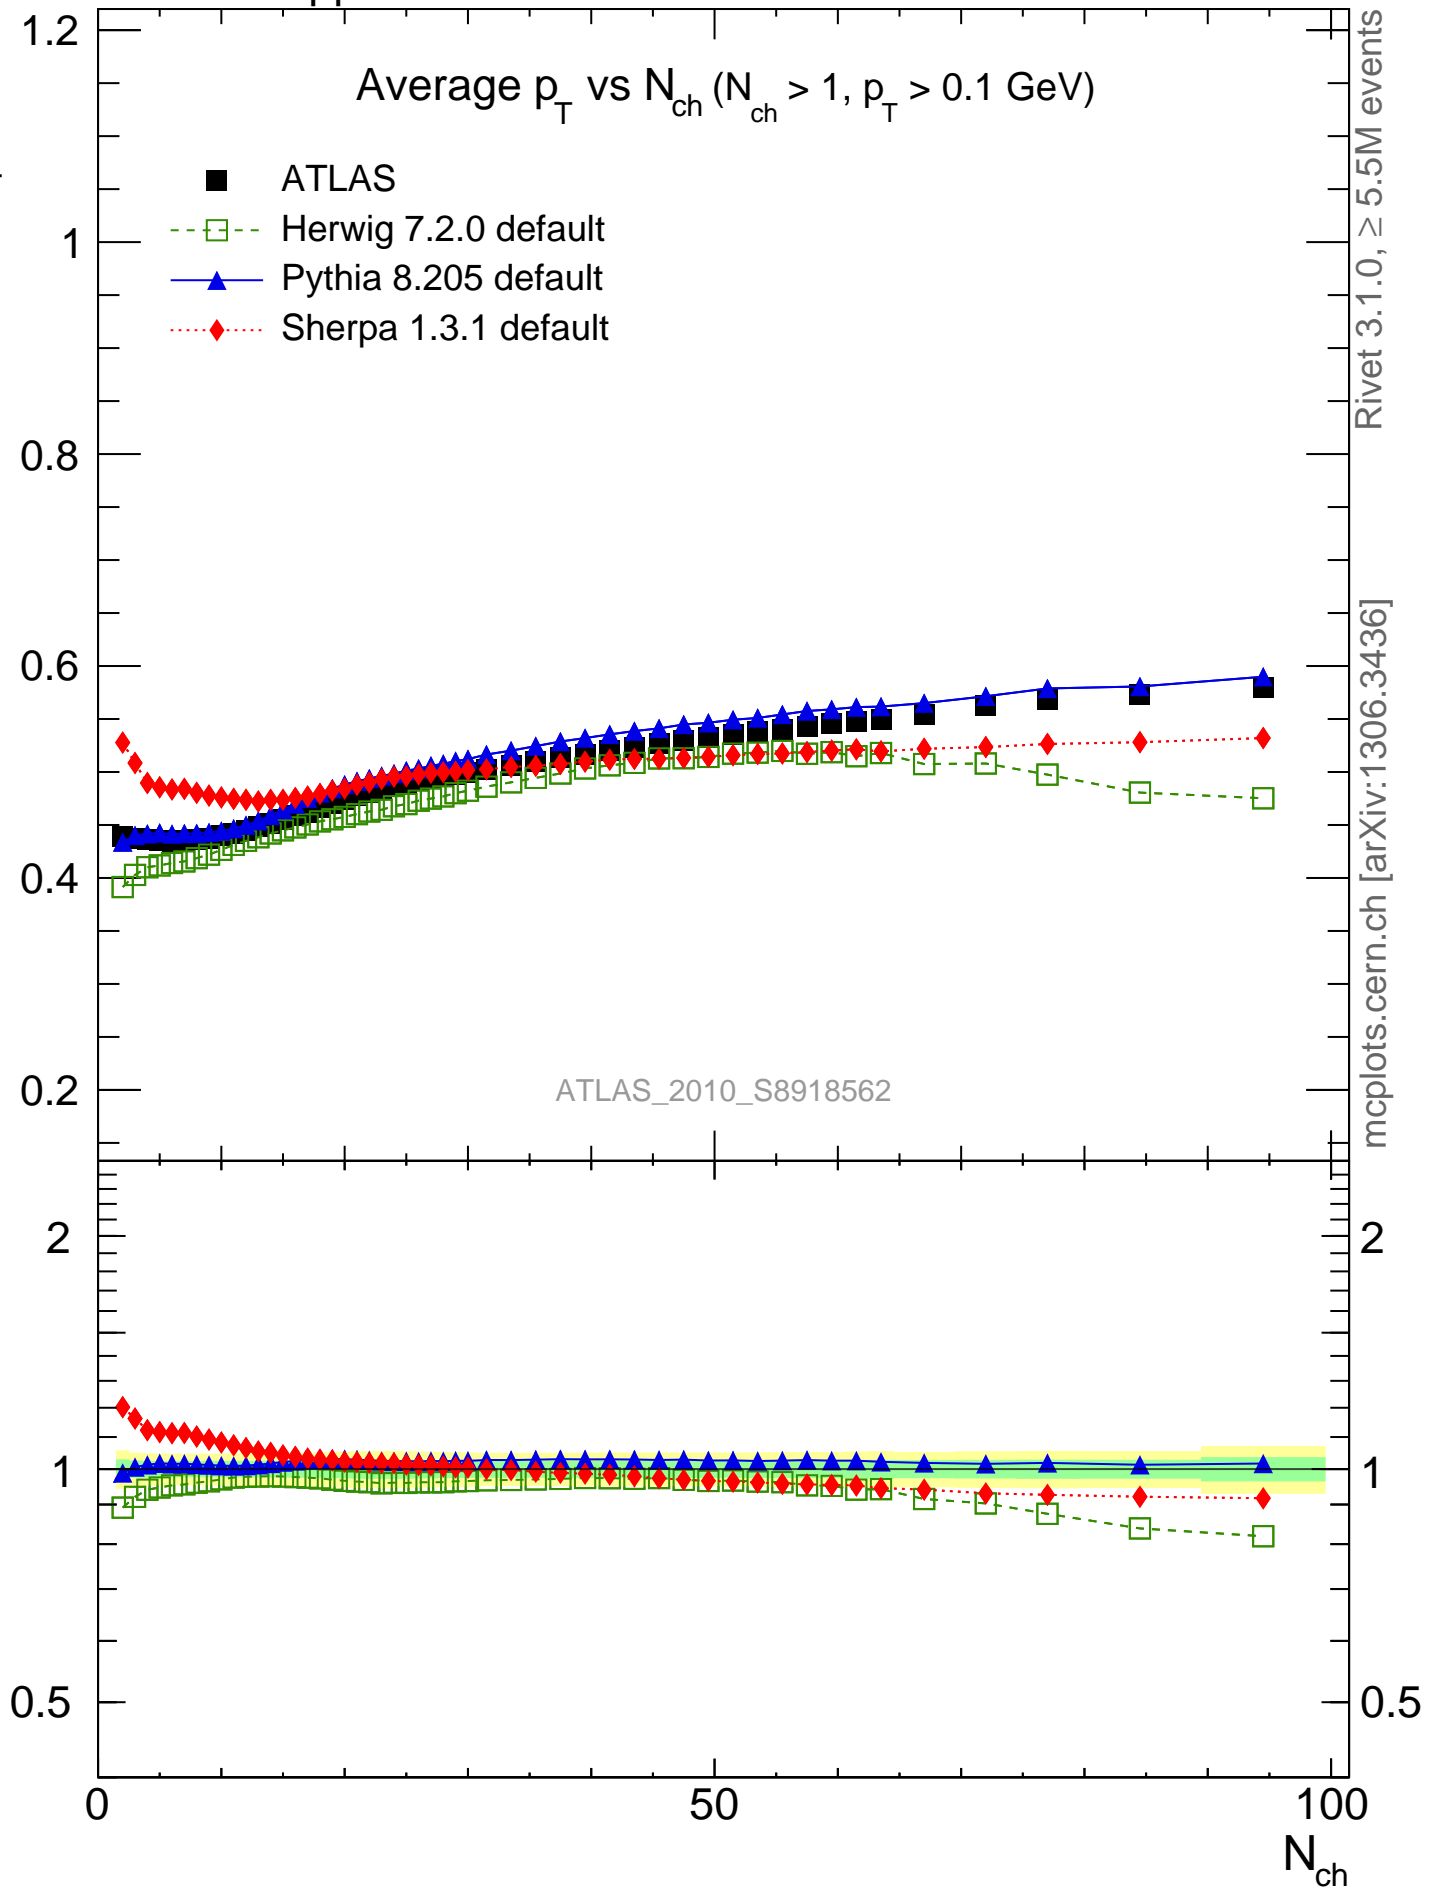 Average p_T vs N_ch (N_ch > 1, p_T > 0.1 GeV)
ATLAS
Herwig 7.2.0 default
Pythia 8.205 default
Sherpa 1.3.1 default
1.2
1
0.8
0.6
0.4
0.2
ATLAS_2010_S8918562
Rivet 3.1.0, ≥ 5.5M events
mcplots.cern.ch [arXiv:1306.3436]
2
1
0.5
2
1
0.5
0
50
100
N_ch